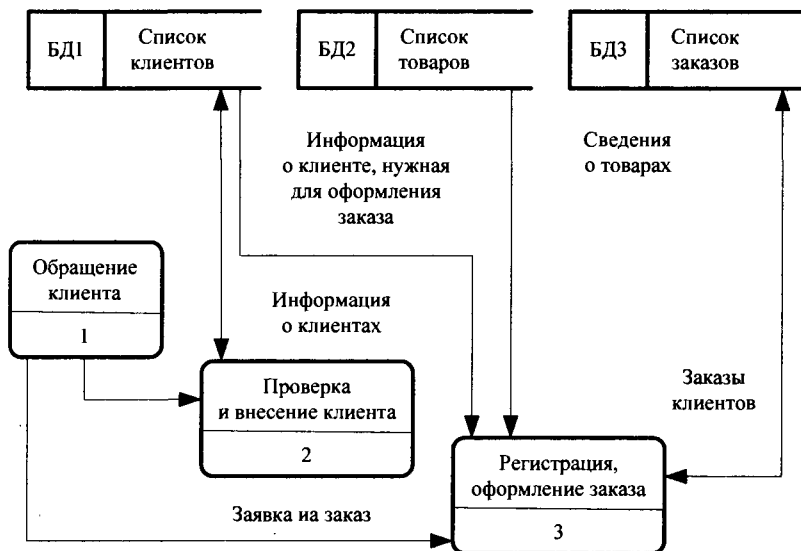 БД1
Список
клиентов
БД2
Список
товаров
БД3
Список
заказов
Информация
о клиенте, нужная
для оформления
заказа
Сведения
о товарах
Обращение
клиента
1
Информация
о клиентах
Проверка
и внесение клиента
2
Заказы
клиентов
Регистрация,
оформление заказа
3
Заявка иа заказ